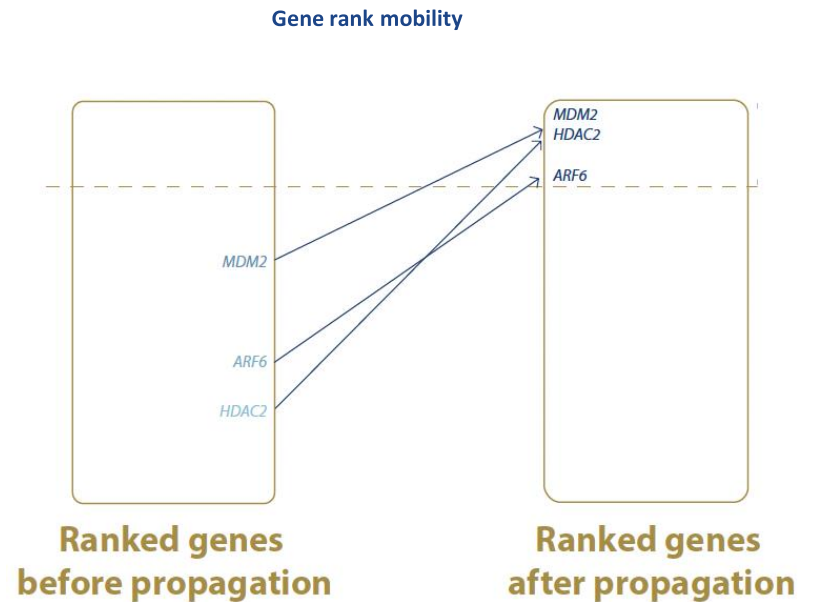 Gene rank mobility
MDM2
HDAC2
ARF6
MDM2
ARF6
HDAC2
Ranked genes
before propagation
Ranked genes
after propagation